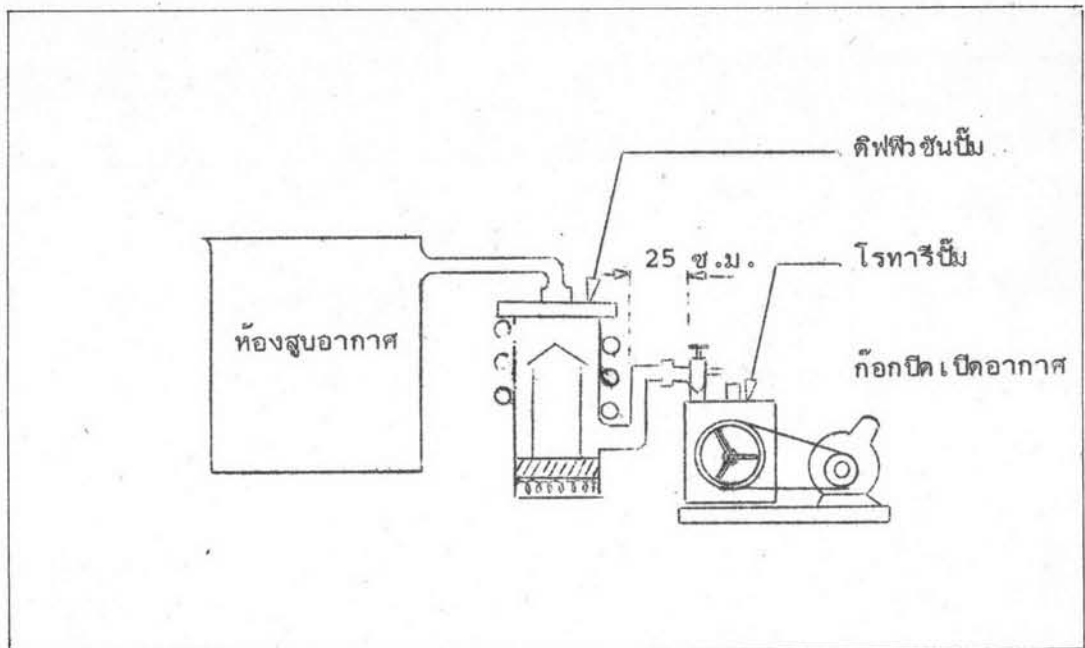 ดิฟฟิวชันปั๊ม
25 ซ.ม.
โรทารีปั๊ม
ห้องสูบอากาศ
ก๊อกปิดเปิดอากาศ